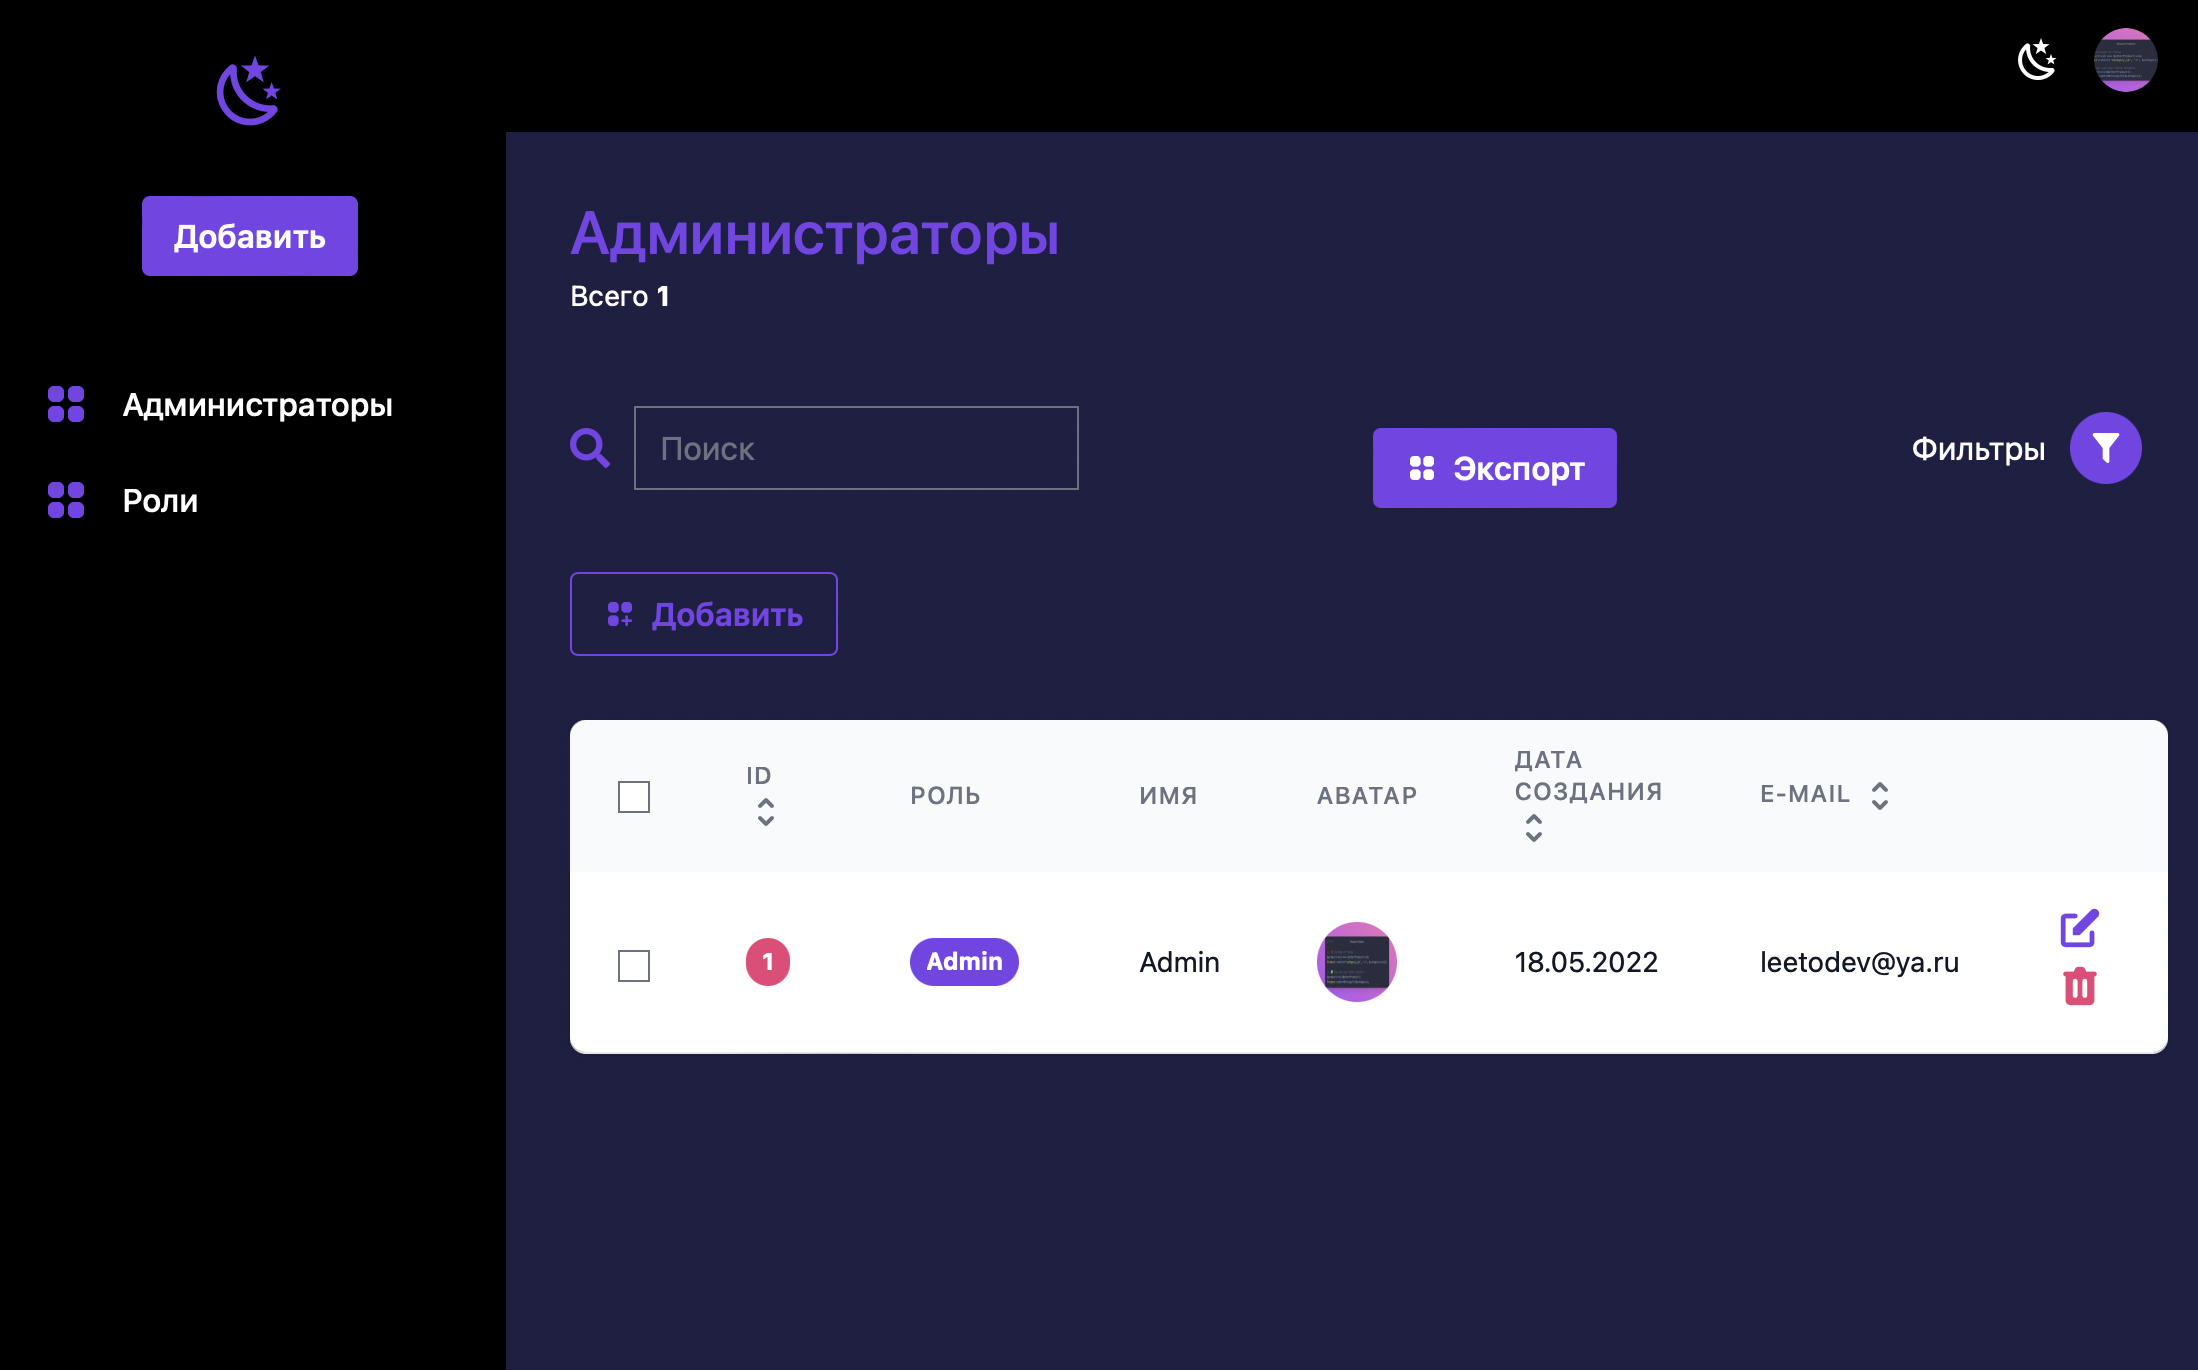 Добавить
Администраторы
Роли
Администраторы
Всего 1
Поиск
Экспорт
Фильтры
Добавить
ID
РОЛЬ
ИМЯ
АВАТАР
ДАТА
СОЗДАНИЯ
E-MAIL
1
Admin
Admin
18.05.2022
leetodev@ya.ru